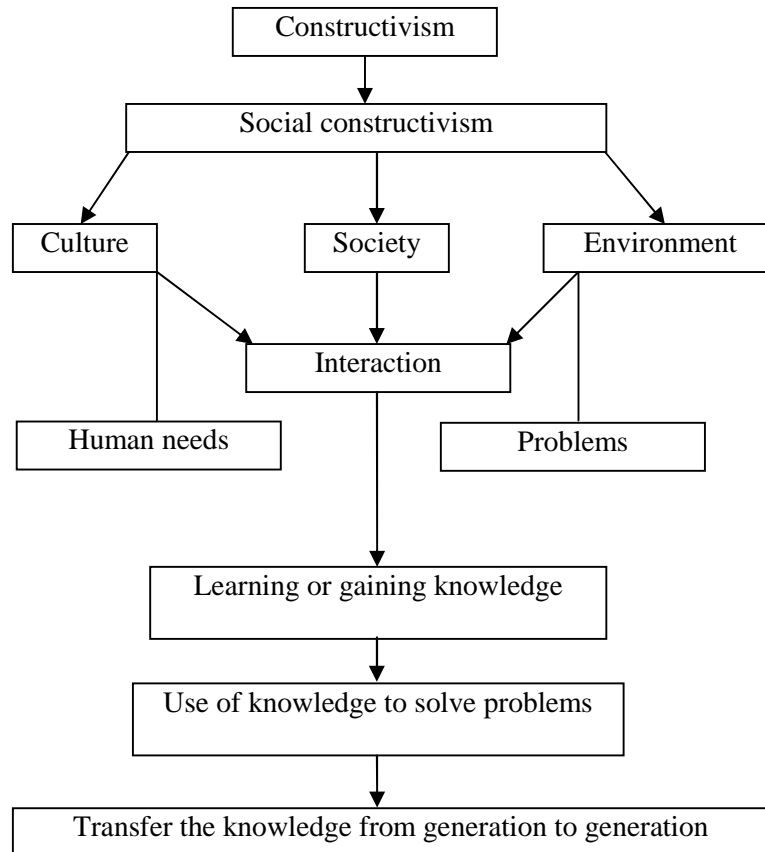 Constructivism
Social constructivism
Culture
Society
Environment
Interaction
Human needs
Problems
Learning or gaining knowledge
Use of knowledge to solve problems
Transfer the knowledge from generation to generation